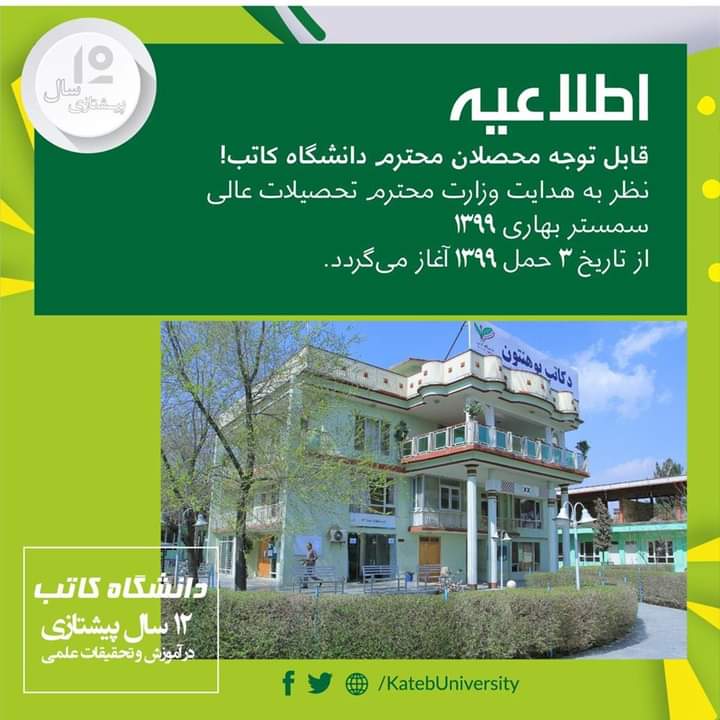 ۱۲
سال
پیشتازی
اطلاعیه
قابل توجه محصلان محترم دانشگاه کاتب!
نظر به هدایت وزارت محترم تحصیلات عالی
سمستر بهاری ۱۳۹۹
از تاریخ ۳ حمل ۱۳۹۹ آغاز می‌گردد.
د کاتب پوهنتون
دانشگاه کاتب
۱۲ سال پیشتازی
در آموزش و تحقیقات علمی
/KatebUniversity